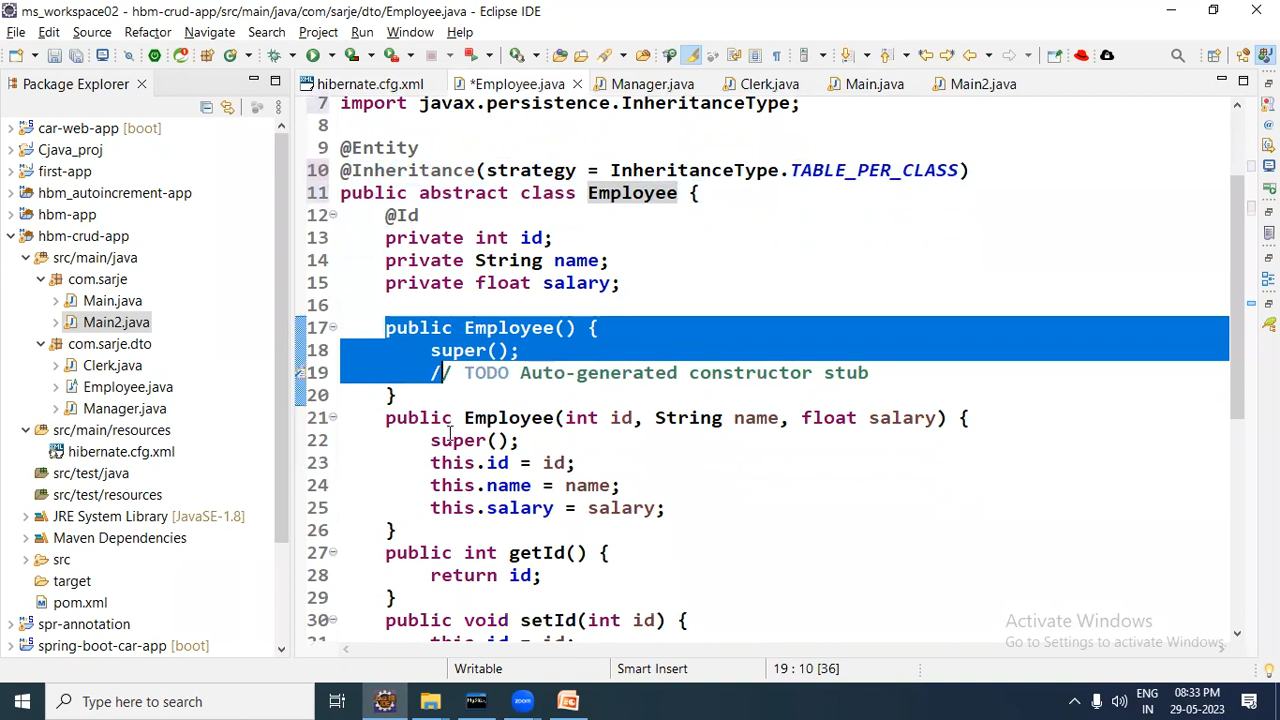 ms_workspace02 - hbm-crud-app/src/main/java/com/sarje/dto/Employee.java - Eclipse IDE
File Edit Source Refactor Navigate Search Project Run Window Help
Package Explorer
hibernate.cfg.xml *Employee.java Manager.java Clerk.java Main.java Main2.java
car-web-app [boot]
Cjava_proj
first-app
hbm_autoincrement-app
hbm-app
hbm-crud-app
src/main/java
com.sarje
Main.java
Main2.java
com.sarje.dto
Clerk.java
Employee.java
Manager.java
src/main/resources
hibernate.cfg.xml
src/test/java
src/test/resources
JRE System Library [JavaSE-1.8]
Maven Dependencies
src
target
pom.xml
spr-annotation
spring-boot-car-app [boot]
7 import javax.persistence.InheritanceType;
8
9 @Entity
10 @Inheritance(strategy = InheritanceType.TABLE_PER_CLASS)
11 public abstract class Employee {
12 @Id
13 private int id;
14 private String name;
15 private float salary;
16
17 public Employee() {
18 super();
19 // TODO Auto-generated constructor stub
20 }
21 public Employee(int id, String name, float salary) {
22 super();
23 this.id = id;
24 this.name = name;
25 this.salary = salary;
26 }
27 public int getId() {
28 return id;
29 }
30 public void setId(int id) {
31 this.id = id;
Activate Windows
Go to Settings to activate Windows.
Writable Smart Insert 19 : 10 [36]
Type here to search
ENG
IN
08:33 PM
29-05-2023